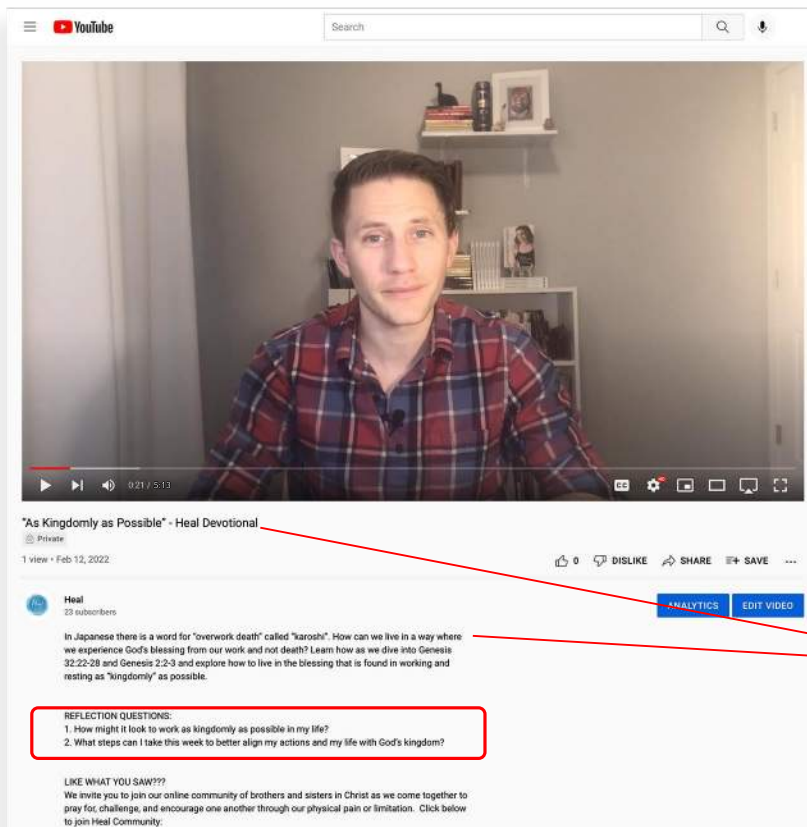 YouTube
Search
0:21 / 5:13
CC
"As Kingdomly as Possible" - Heal Devotional
Private
1 view • Feb 12, 2022
0 DISLIKE SHARE SAVE ...
ANALYTICS EDIT VIDEO
Heal
23 subscribers
In Japanese there is a word for "overwork death" called "karoshi". How can we live in a way where
we experience God's blessing from our work and not death? Learn how as we dive into Genesis
32:22-28 and Genesis 2:2-3 and explore how to live in the blessing that is found in working and
resting as "kingdomly" as possible.
REFLECTION QUESTIONS:
1. How might it look to work as kingdomly as possible in my life?
2. What steps can I take this week to better align my actions and my life with God's kingdom?
LIKE WHAT YOU SAW???
We invite you to join our online community of brothers and sisters in Christ as we come together to
pray for, challenge, and encourage one another through our physical pain or limitation. Click below
to join Heal Community: